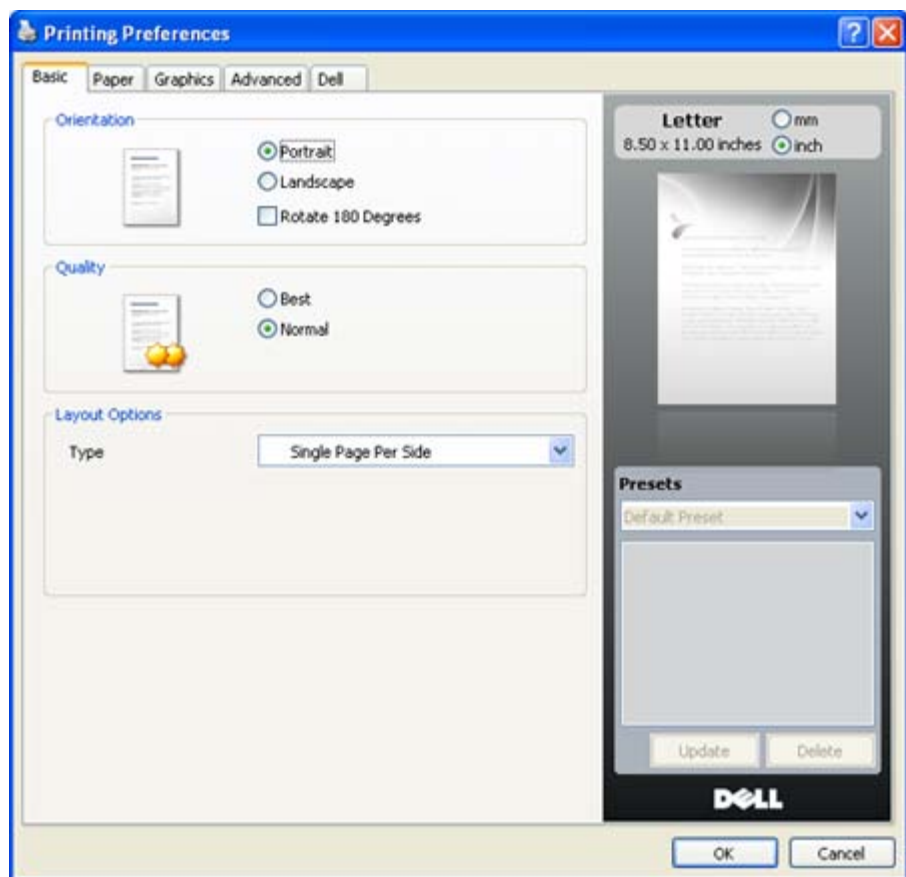 Printing Preferences
Basic Paper Graphics Advanced Dell
Orientation
Portrait
Landscape
Rotate 180 Degrees
Quality
Best
Normal
Layout Options
Type Single Page Per Side
Letter mm
8.50 x 11.00 inches inch
Presets
Default Preset
Update Delete
DELL
OK Cancel